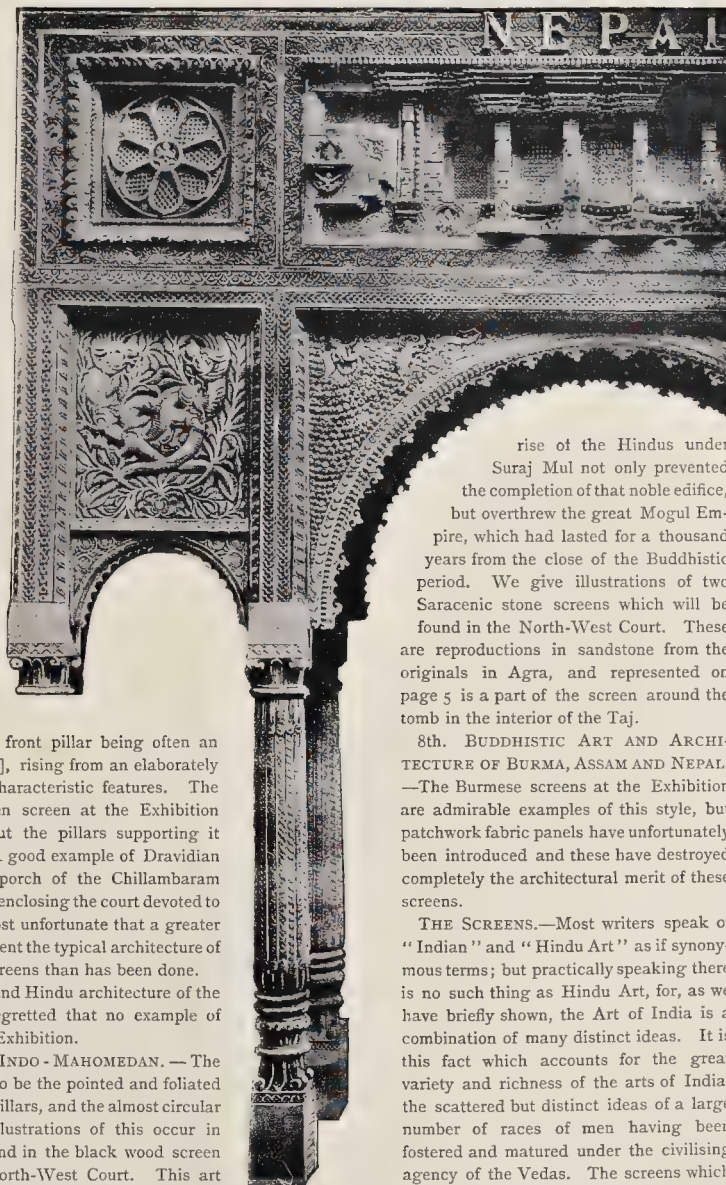 NEPAL
front pillar being often an
], rising from an elaborately
haracteristic features. The
en screen at the Exhibition
ut the pillars supporting it
good example of Dravidian
porch of the Chillambaram
enclosing the court devoted to
st unfortunate that a greater
ent the typical architecture of
reens than has been done.
nd Hindu architecture of the
gretted that no example of
Exhibition.
INDO-MAHOMEDAN. — The
o be the pointed and foliated
illars, and the almost circular
lustrations of this occur in
nd in the black wood screen
orth-West Court. This art
rise of the Hindus under
Suraj Mul not only prevented
the completion of that noble edifice,
but overthrew the great Mogul Em-
pire, which had lasted for a thousand
years from the close of the Buddhistic
period. We give illustrations of two
Saracenic stone screens which will be
found in the North-West Court. These
are reproductions in sandstone from the
originals in Agra, and represented on
page 5 is a part of the screen around the
tomb in the interior of the Taj.
8th. BUDDHISTIC ART AND ARCHI-
TECTURE OF BURMA, ASSAM AND NEPAL.
—The Burmese screens at the Exhibition
are admirable examples of this style, but
patchwork fabric panels have unfortunately
been introduced and these have destroyed
completely the architectural merit of these
screens.
THE SCREENS.—Most writers speak of
"Indian" and "Hindu Art" as if synony-
mous terms; but practically speaking there
is no such thing as Hindu Art, for, as we
have briefly shown, the Art of India is a
combination of many distinct ideas. It is
this fact which accounts for the great
variety and richness of the arts of India,
the scattered but distinct ideas of a large
number of races of men having been
fostered and matured under the civilising
agency of the Vedas. The screens which